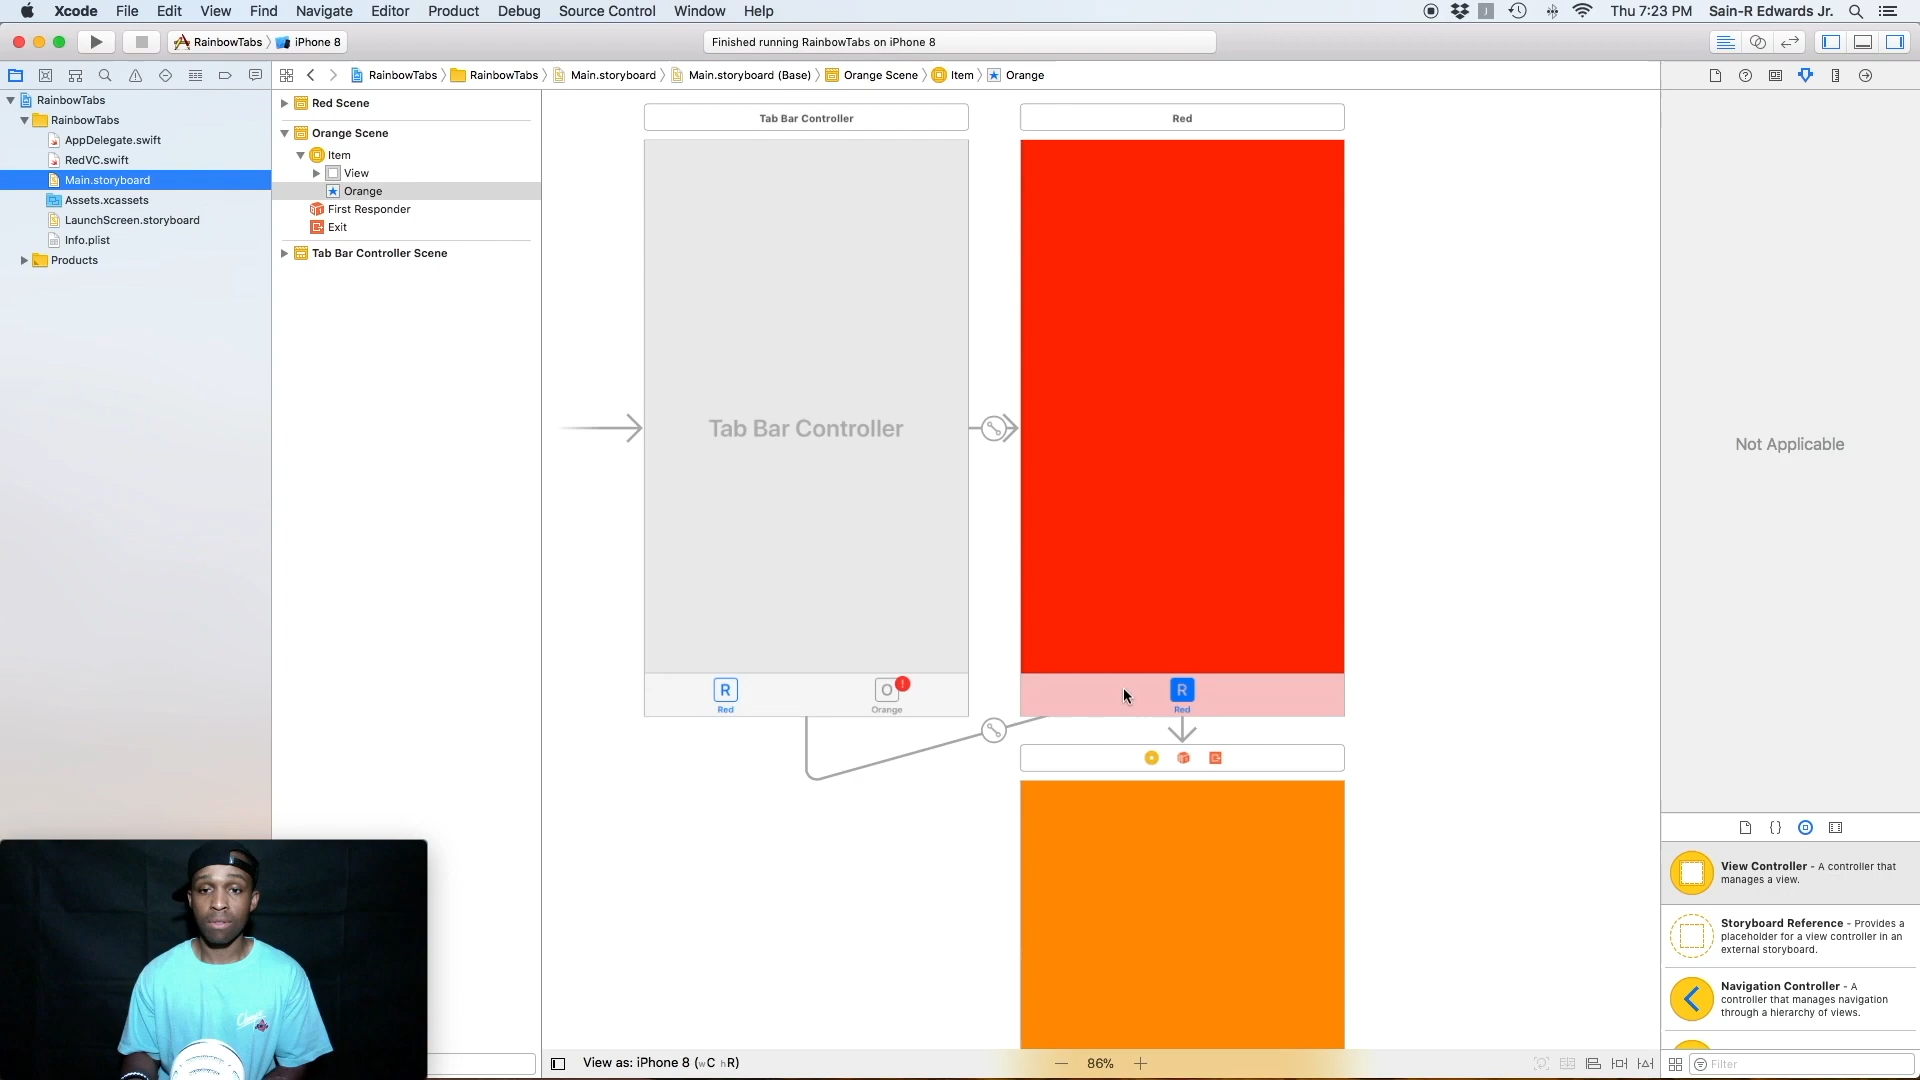 Xcode File Edit View Find Navigate Editor Product Debug Source Control Window Help Thu 7:23 PM Sain-R Edwards Jr.
RainbowTabs iPhone 8 Finished running RainbowTabs on iPhone 8
RainbowTabs RainbowTabs Main.storyboard Main.storyboard (Base) Orange Scene Item Orange
RainbowTabs
RainbowTabs
AppDelegate.swift
RedVC.swift
Main.storyboard
Assets.xcassets
LaunchScreen.storyboard
Info.plist
Products
Red Scene
Orange Scene
Item
View
Orange
First Responder
Exit
Tab Bar Controller Scene
Tab Bar Controller
Tab Bar Controller
R
Red
O !
Orange
Red
R
Red
Not Applicable
{}
View Controller - A controller that
manages a view.
Storyboard Reference - Provides a
placeholder for a view controller in an
external storyboard.
Navigation Controller - A
controller that manages navigation
through a hierarchy of views.
View as: iPhone 8 (wC hR)
— 86% +
Filter